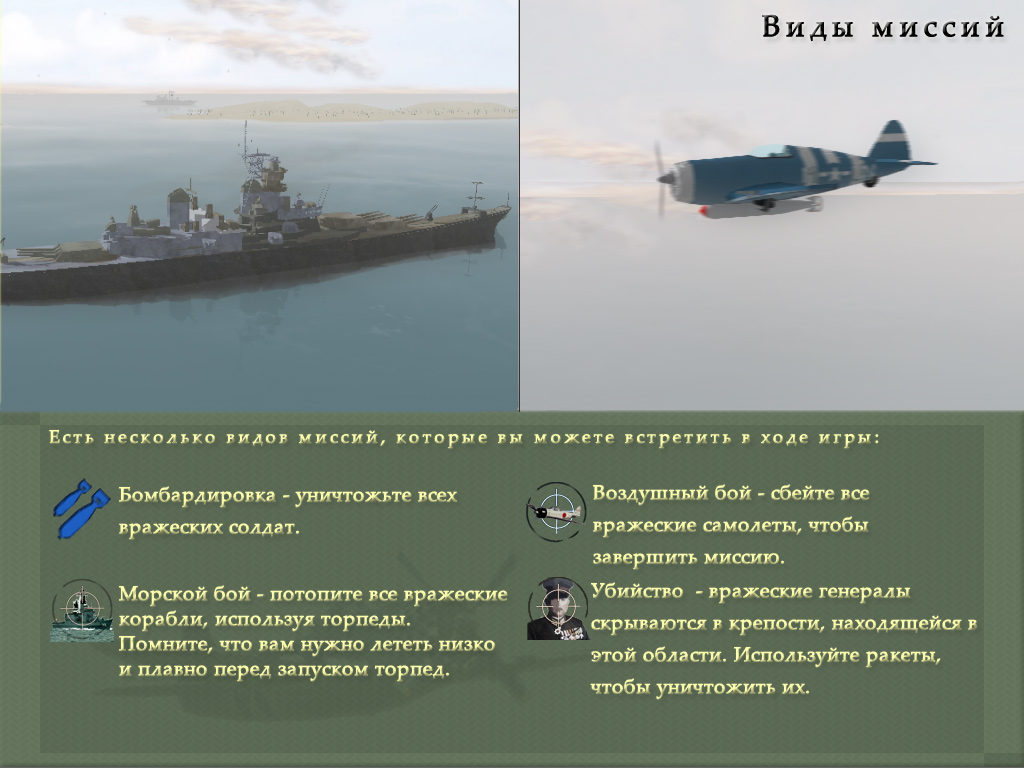 Виды миссий
Есть несколько видов миссий, которые вы можете встретить в ходе игры:
Бомбардировка - уничтожьте всех
вражеских солдат.
Воздушный бой - сбейте все
вражеские самолеты, чтобы
завершить миссию.
Морской бой - потопите все вражеские
корабли, используя торпеды.
Помните, что вам нужно лететь низко
и плавно перед запуском торпед.
Убийство - вражеские генералы
скрываются в крепости, находящейся в
этой области. Используйте ракеты,
чтобы уничтожить их.